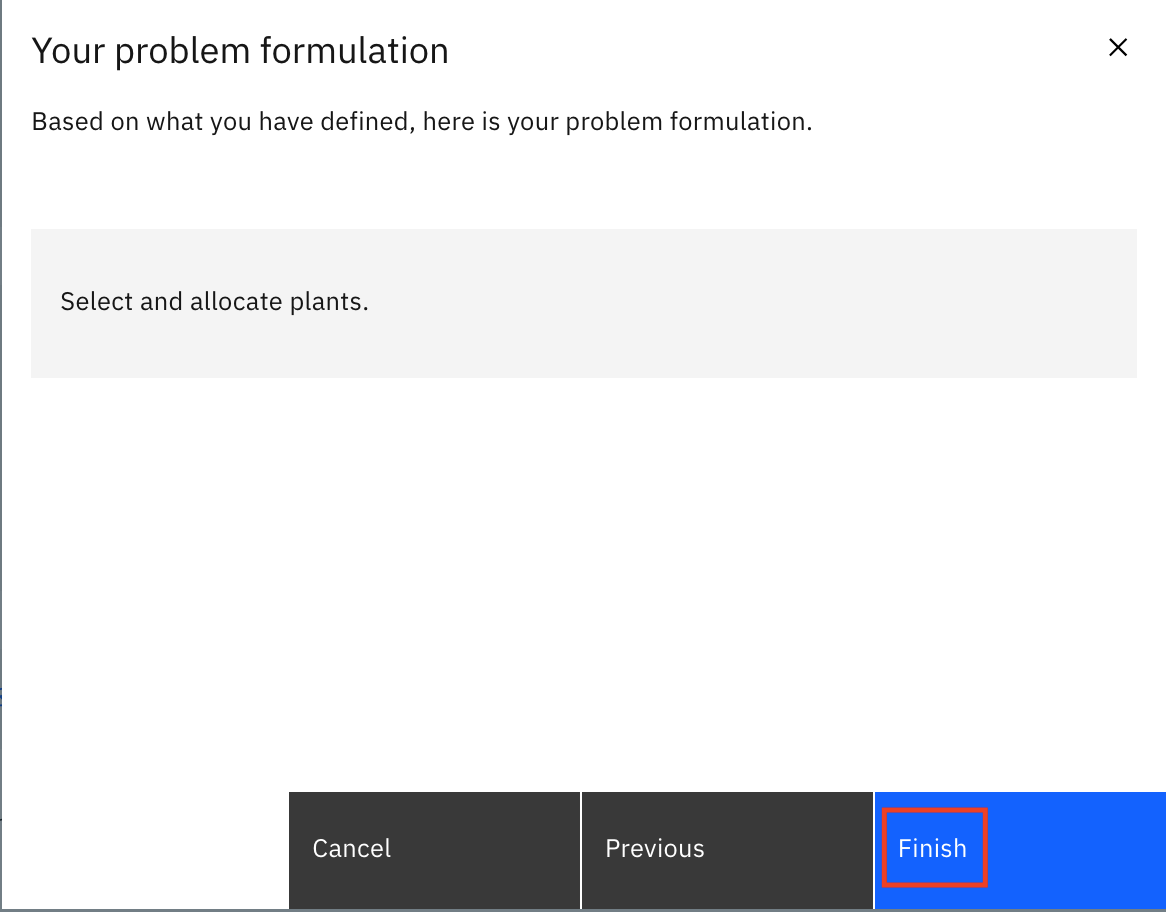 Your problem formulation
Based on what you have defined, here is your problem formulation.
Select and allocate plants.
Cancel
Previous
Finish